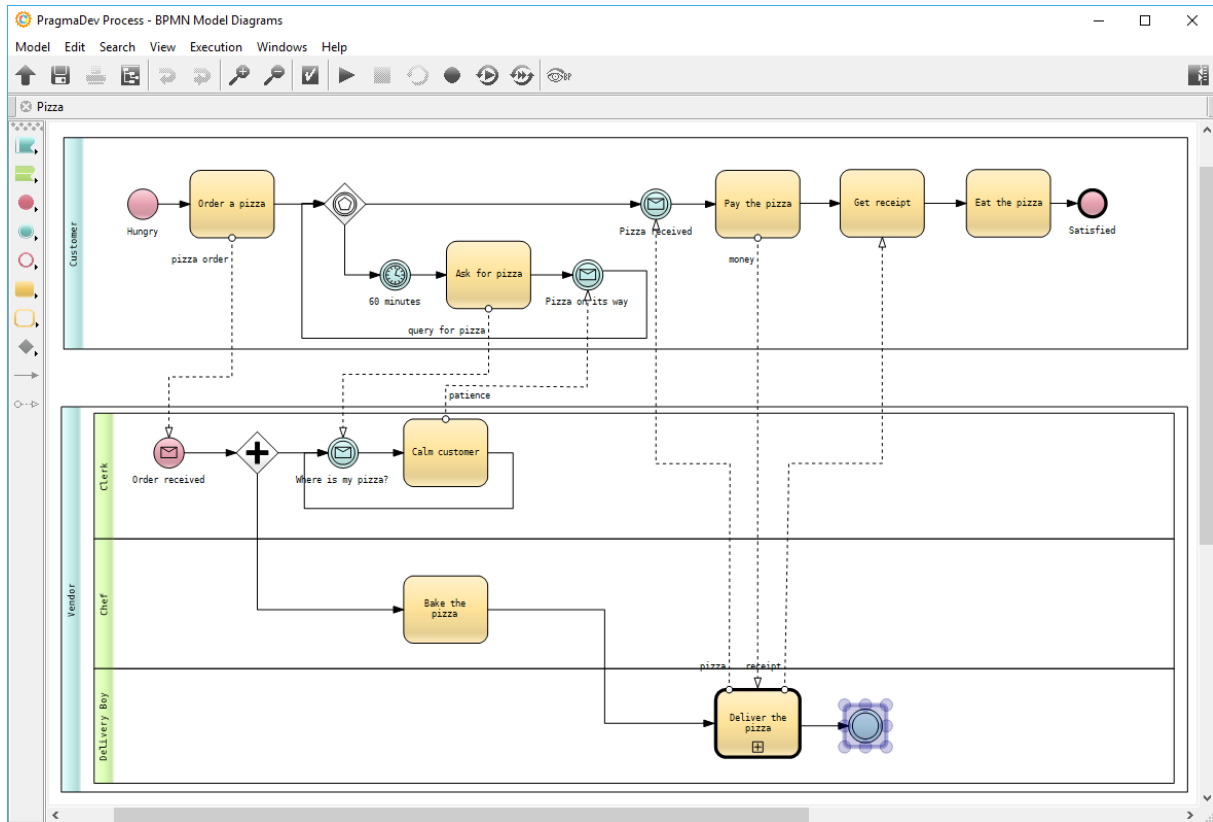 PragmaDev Process - BPMN Model Diagrams
Model Edit Search View Execution Windows Help
BP
Pizza
Customer
Hungry
Order a pizza
pizza order
60 minutes
Ask for pizza
query for pizza
Pizza on its way
Pizza received
Pay the pizza
money
Get receipt
Eat the pizza
Satisfied
patience
Vendor
Clerk
Order received
Where is my pizza?
Calm customer
Chef
Bake the
pizza
pizza
receipt
Delivery Boy
Deliver the
pizza